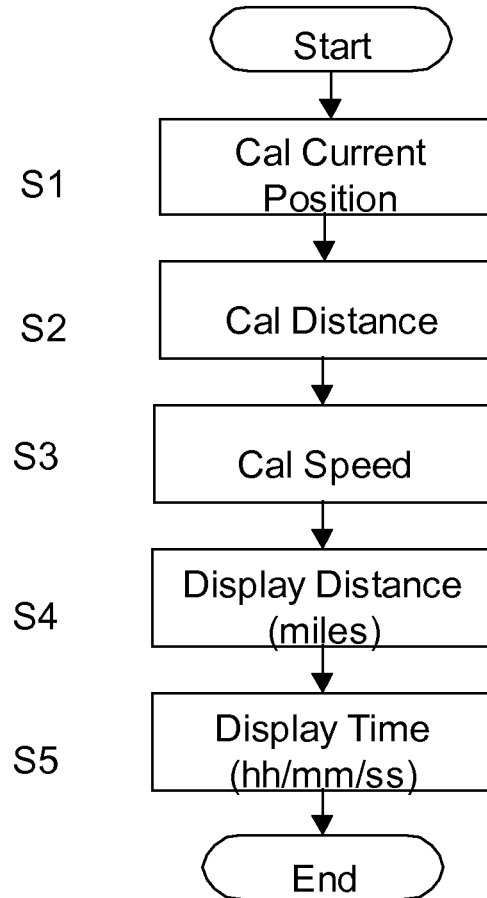 Start
S1
Cal Current
Position
S2
Cal Distance
S3
Cal Speed
S4
Display Distance
(miles)
S5
Display Time
(hh/mm/ss)
End